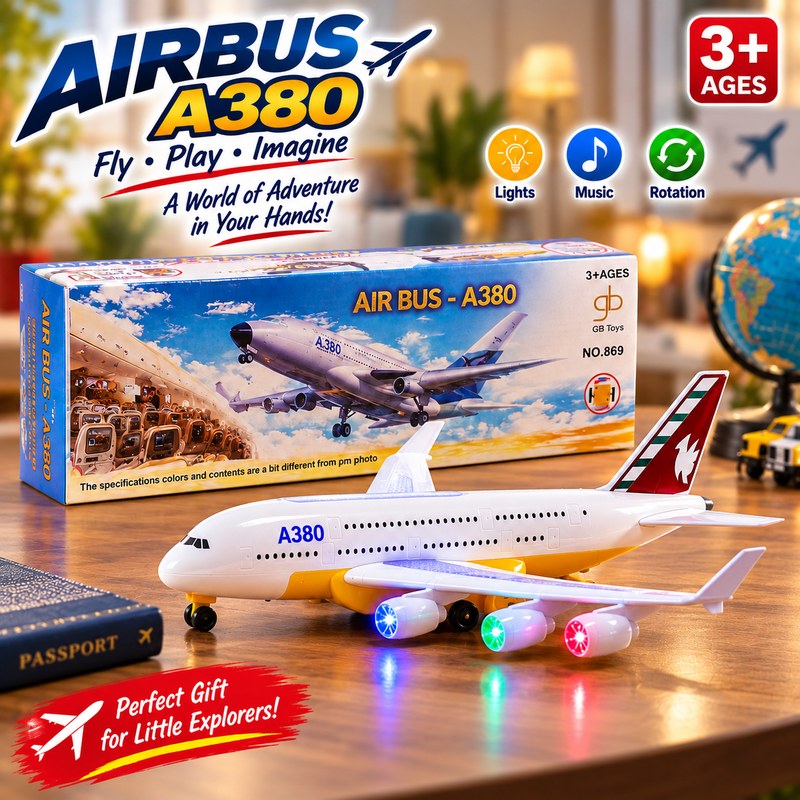 AIRBUS
A380
Fly • Play • Imagine
A World of Adventure
in Your Hands!
3+
AGES
Lights
Music
Rotation
AIR BUS - A380
3+AGES
gb
GB Toys
NO.869
A380
AIR BUS - A380
The specifications colors and contents are a bit different from pm photo
A380
PASSPORT
Perfect Gift
for Little Explorers!